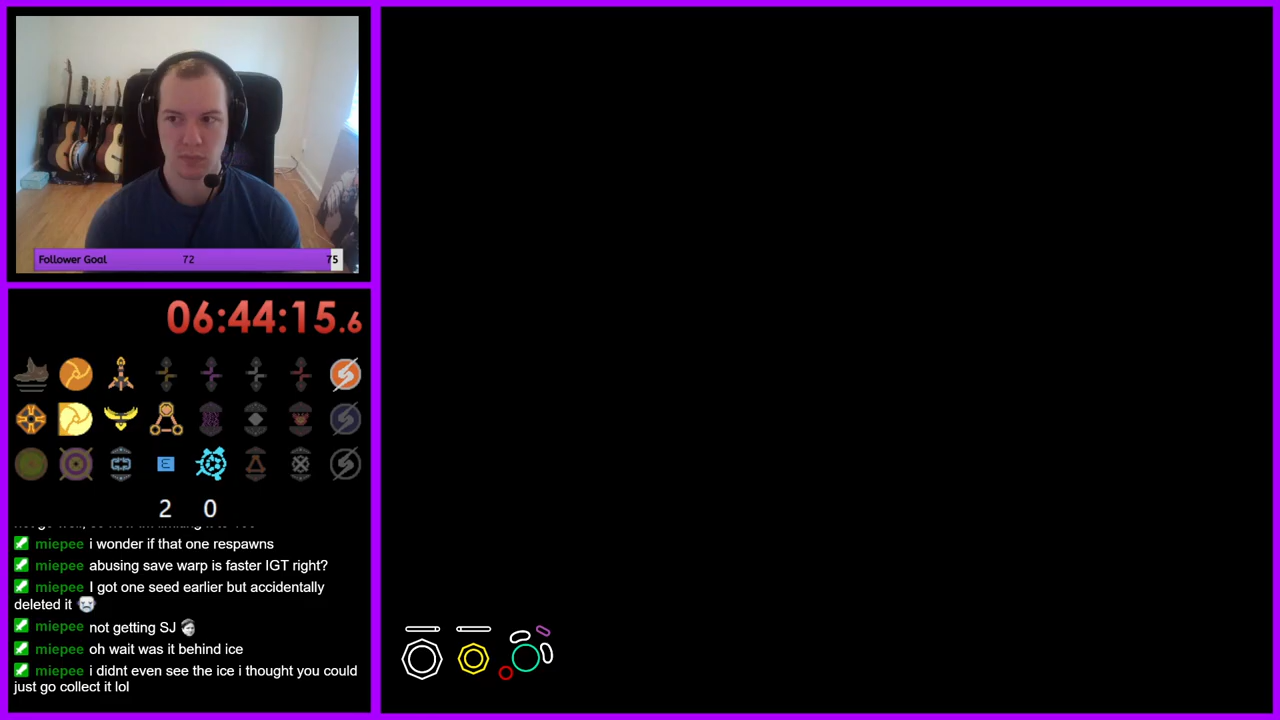 Follower Goal 72 75
06:44:15.6
2 0
miepee i wonder if that one respawns
miepee abusing save warp is faster IGT right?
miepee I got one seed earlier but accidentally
deleted it
miepee not getting SJ
miepee oh wait was it behind ice
miepee i didnt even see the ice i thought you could
just go collect it lol